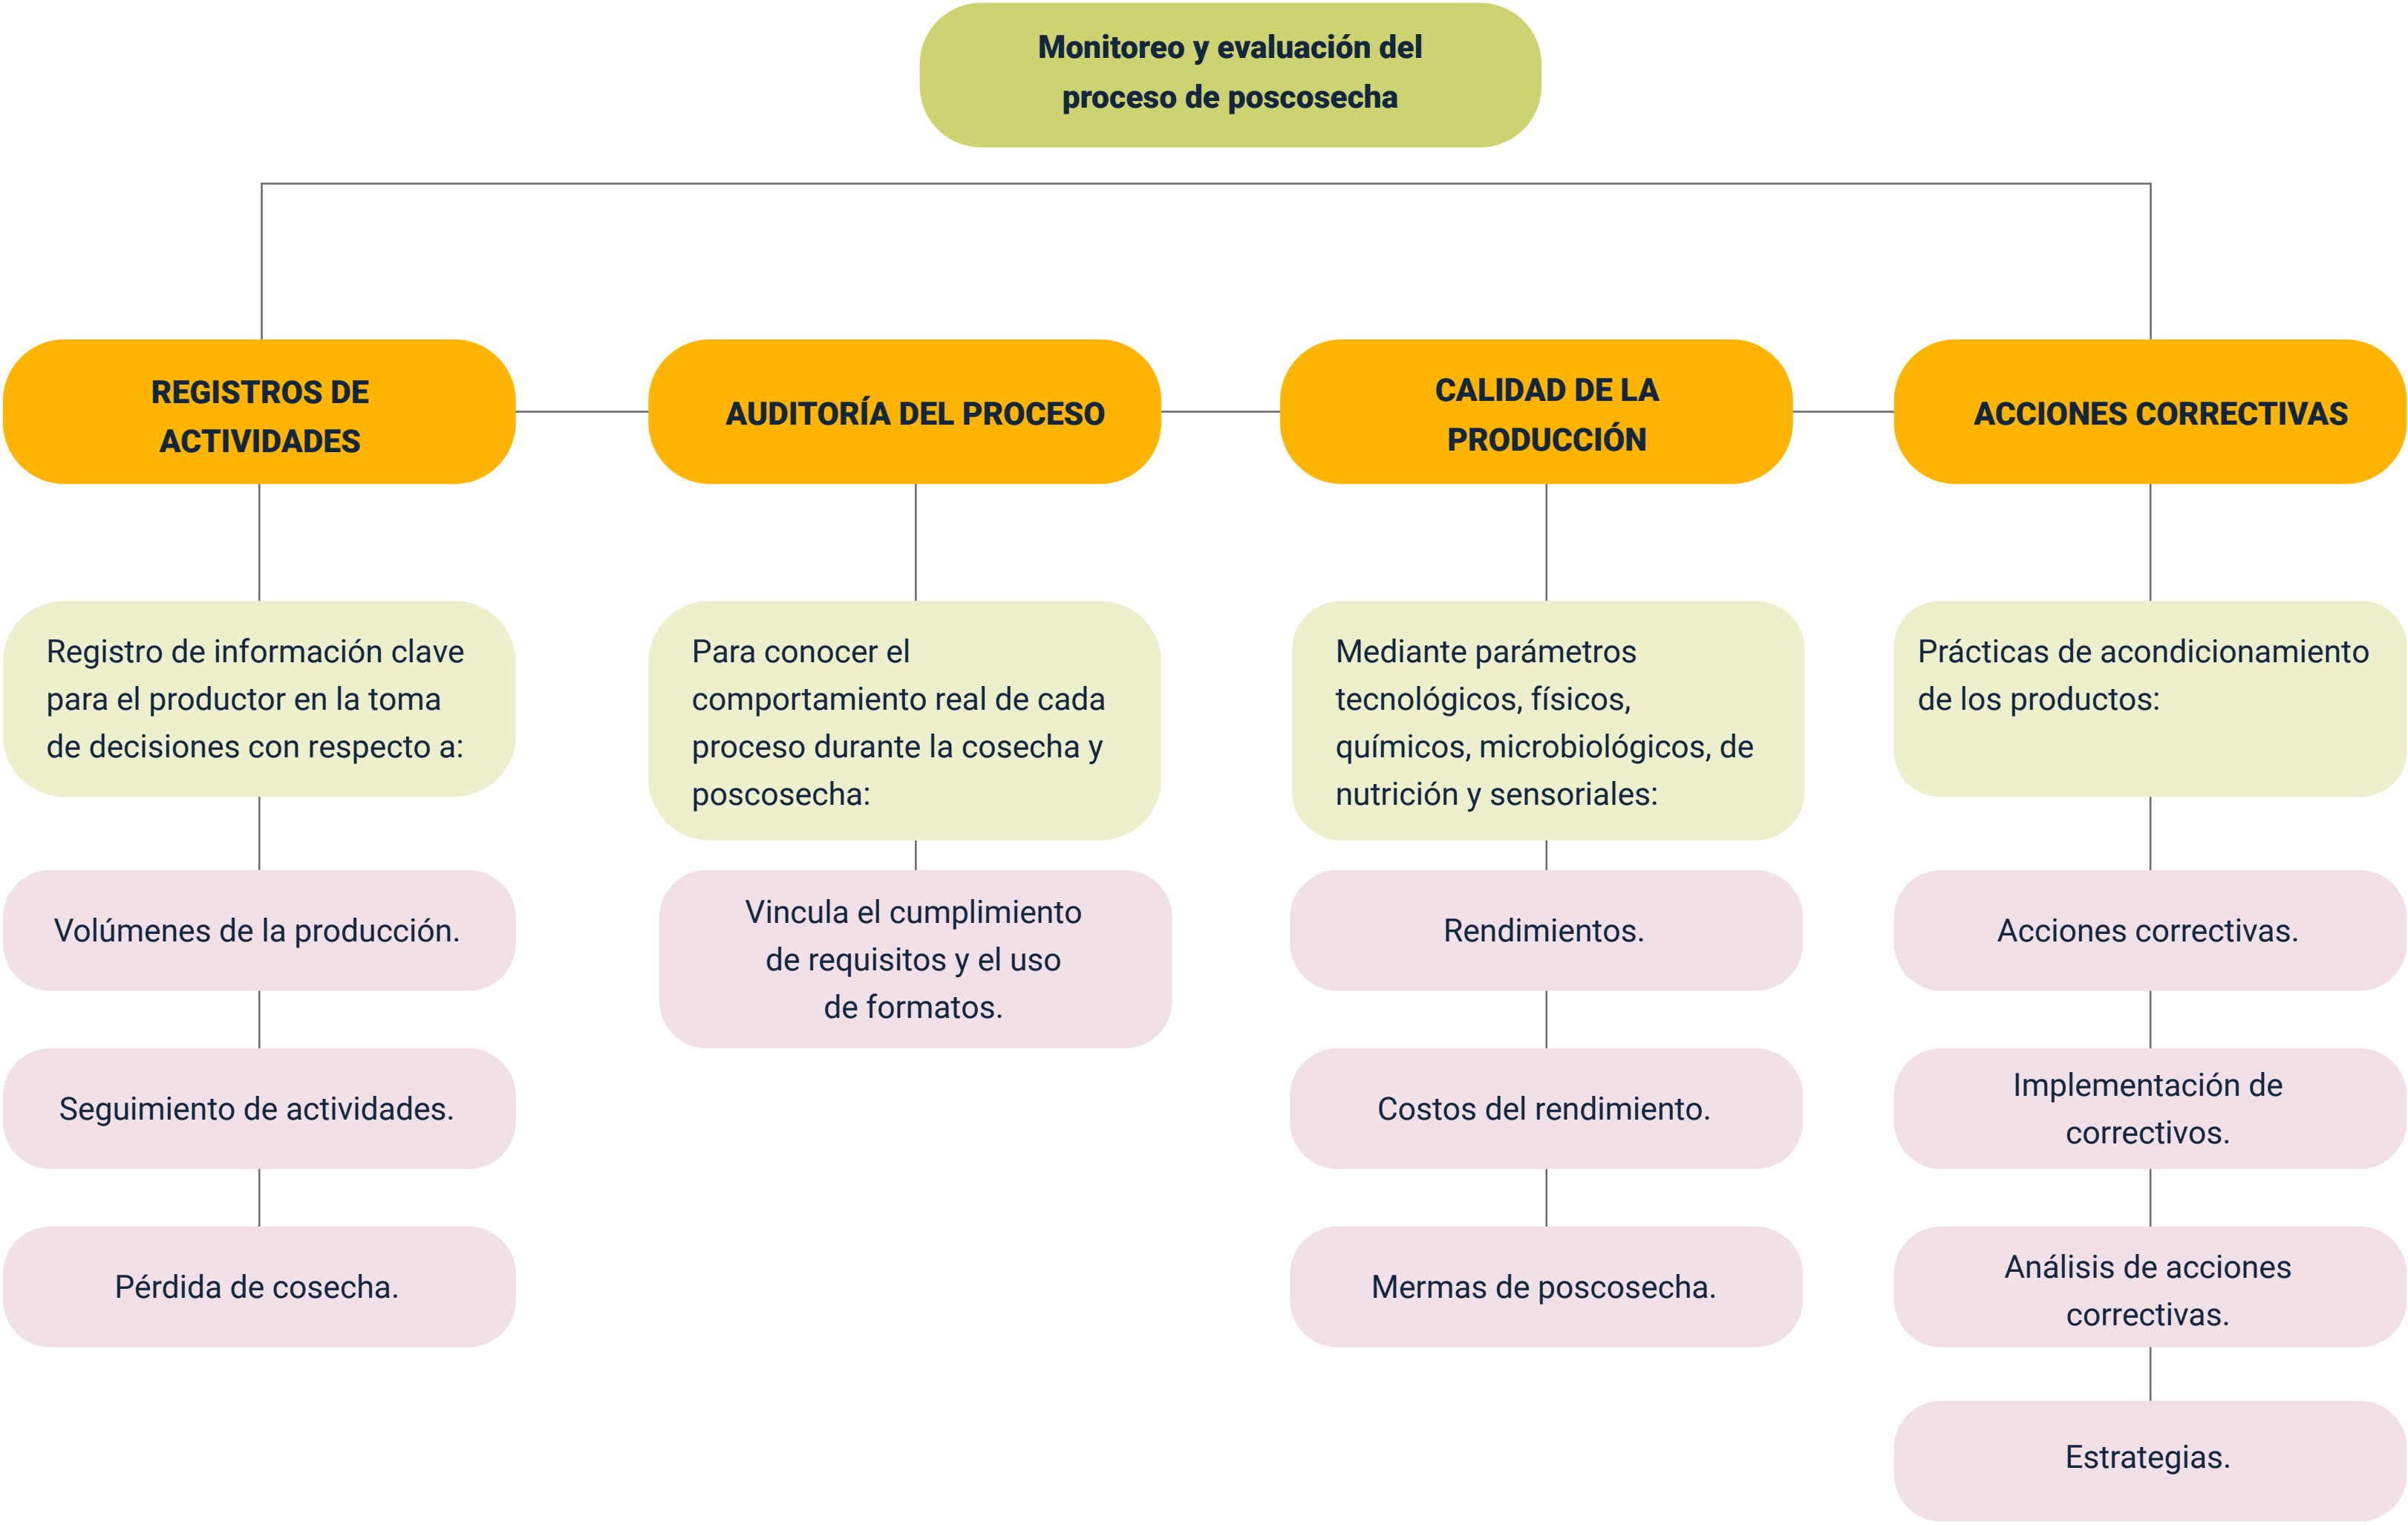 Monitoreo y evaluación del
proceso de poscosecha
REGISTROS DE
ACTIVIDADES
AUDITORÍA DEL PROCESO
CALIDAD DE LA
PRODUCCIÓN
ACCIONES CORRECTIVAS
Registro de información clave
para el productor en la toma
de decisiones con respecto a:
Para conocer el
comportamiento real de cada
proceso durante la cosecha y
poscosecha:
Mediante parámetros
tecnológicos, físicos,
químicos, microbiológicos, de
nutrición y sensoriales:
Prácticas de acondicionamiento
de los productos:
Volúmenes de la producción.
Vincula el cumplimiento
de requisitos y el uso
de formatos.
Rendimientos.
Acciones correctivas.
Seguimiento de actividades.
Costos del rendimiento.
Implementación de
correctivos.
Pérdida de cosecha.
Mermas de poscosecha.
Análisis de acciones
correctivas.
Estrategias.